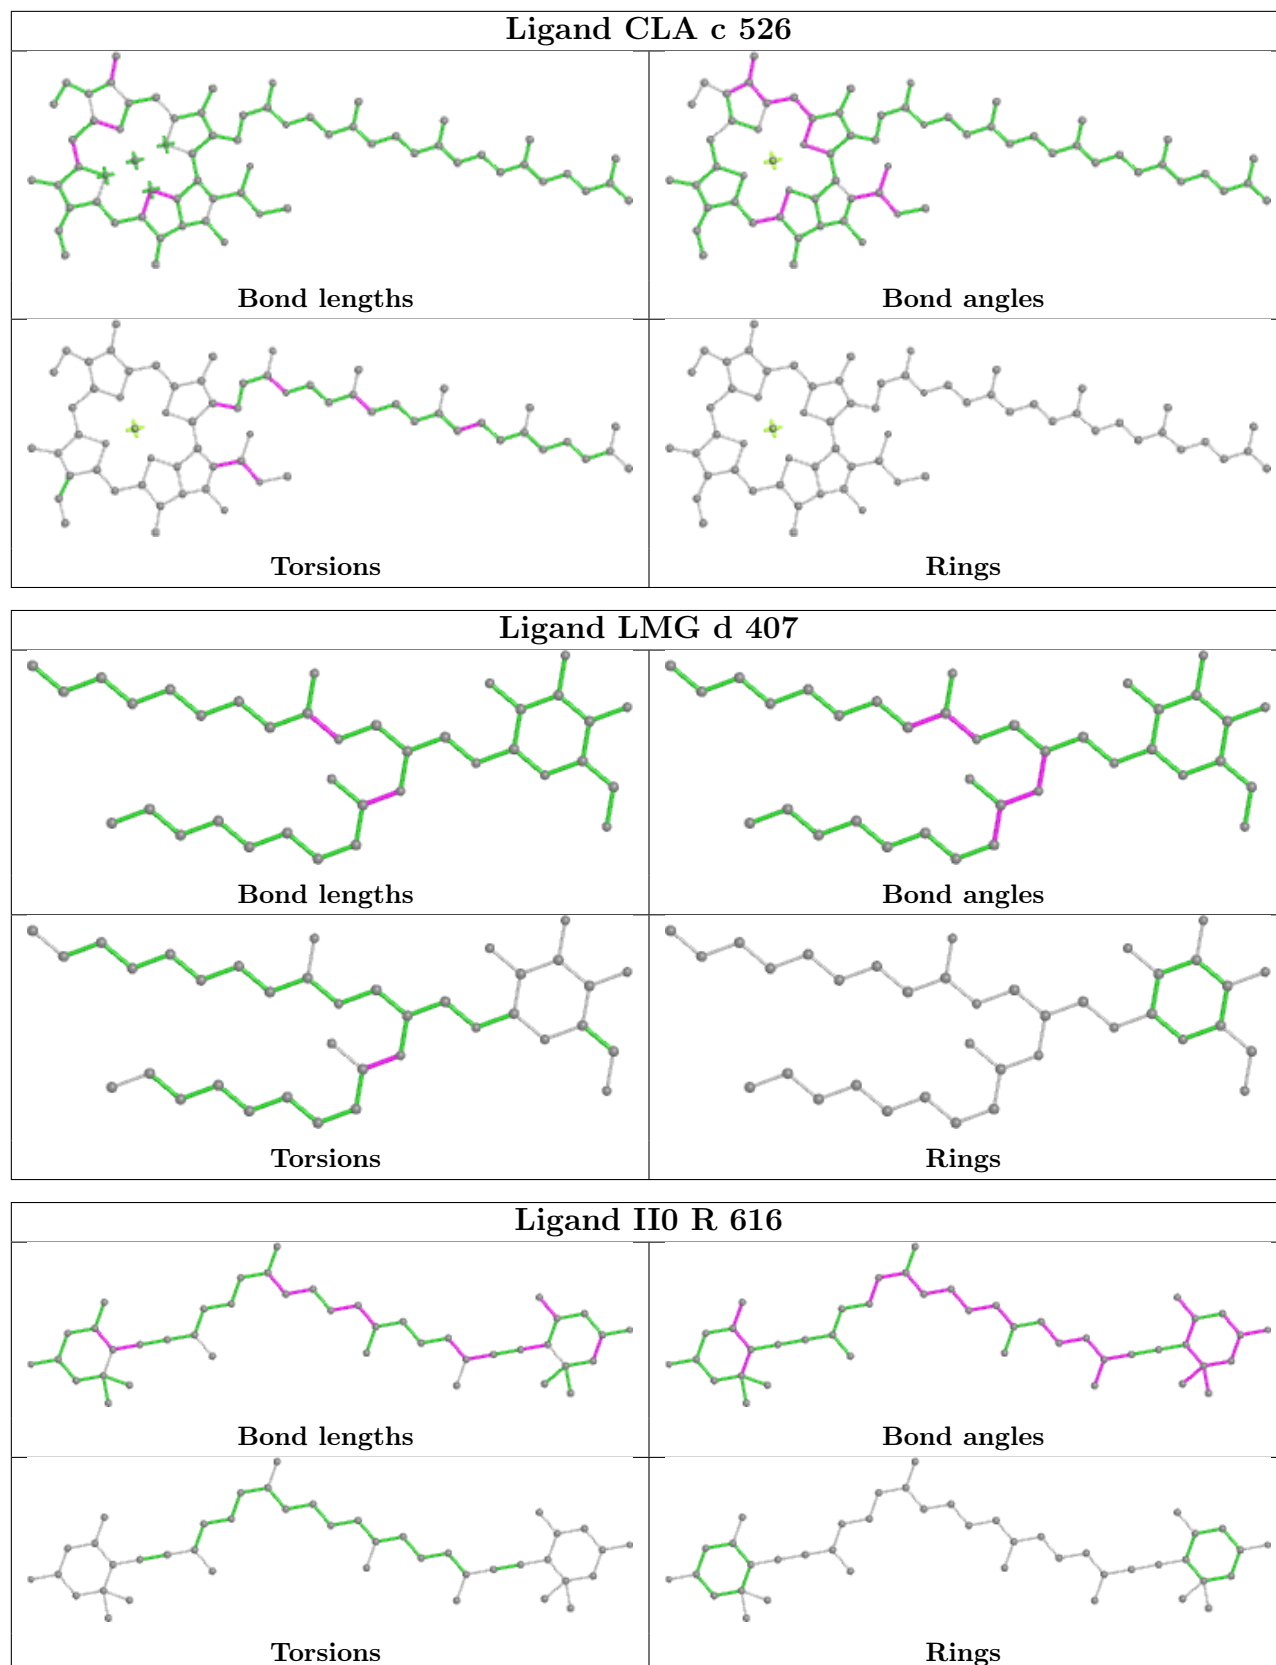 Ligand CLA c 526
Bond lengths
Bond angles
Torsions
Rings
Ligand LMG d 407
Bond lengths
Bond angles
Torsions
Rings
Ligand II0 R 616
Bond lengths
Bond angles
Torsions
Rings